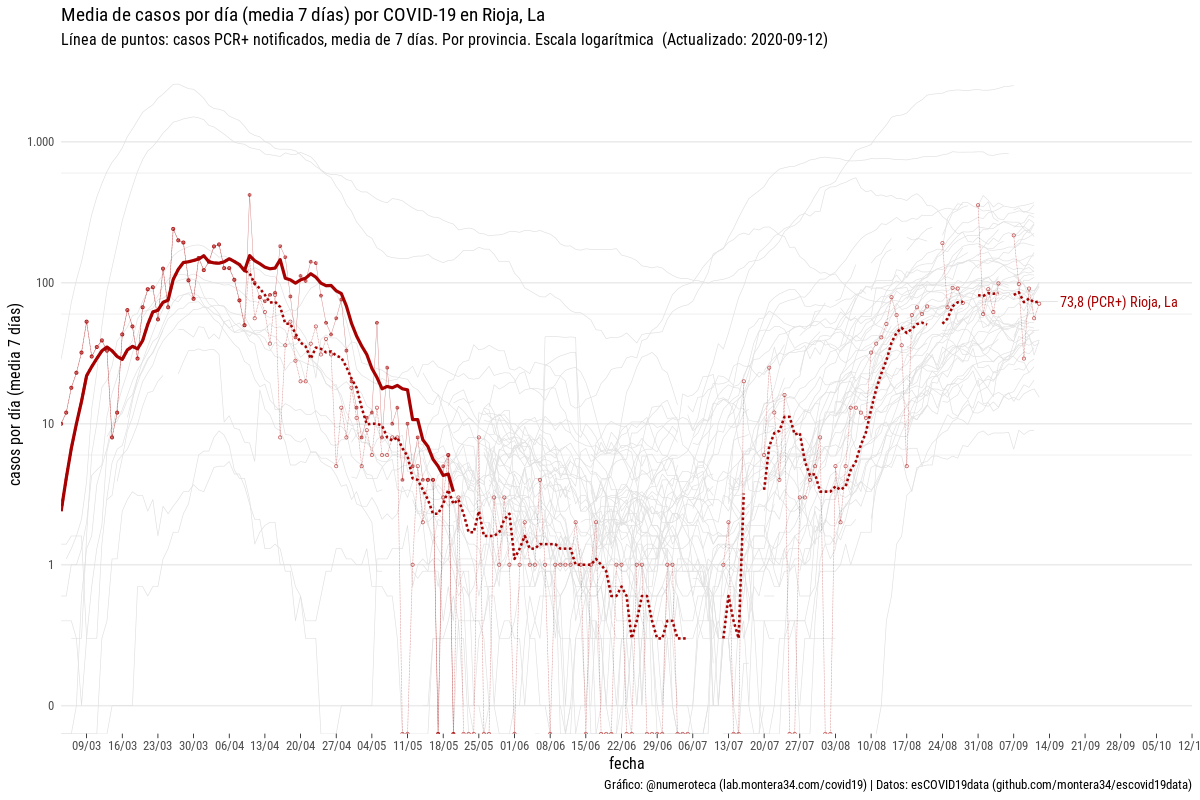 Media de casos por día (media 7 días) por COVID-19 en Rioja, La
Línea de puntos: casos PCR+ notificados, media de 7 días. Por provincia. Escala logarítmica  (Actualizado: 2020-09-12)
casos por día (media 7 días)
1.000
100
10
1
0
73,8 (PCR+) Rioja, La
09/03 16/03 23/03 30/03 06/04 13/04 20/04 27/04 04/05 11/05 18/05 25/05 01/06 08/06 15/06 22/06 29/06 06/07 13/07 20/07 27/07 03/08 10/08 17/08 24/08 31/08 07/09 14/09 21/09 28/09 05/10 12/1
fecha
Gráfico: @numeroteca (lab.montera34.com/covid19) | Datos: esCOVID19data (github.com/montera34/escovid19data)